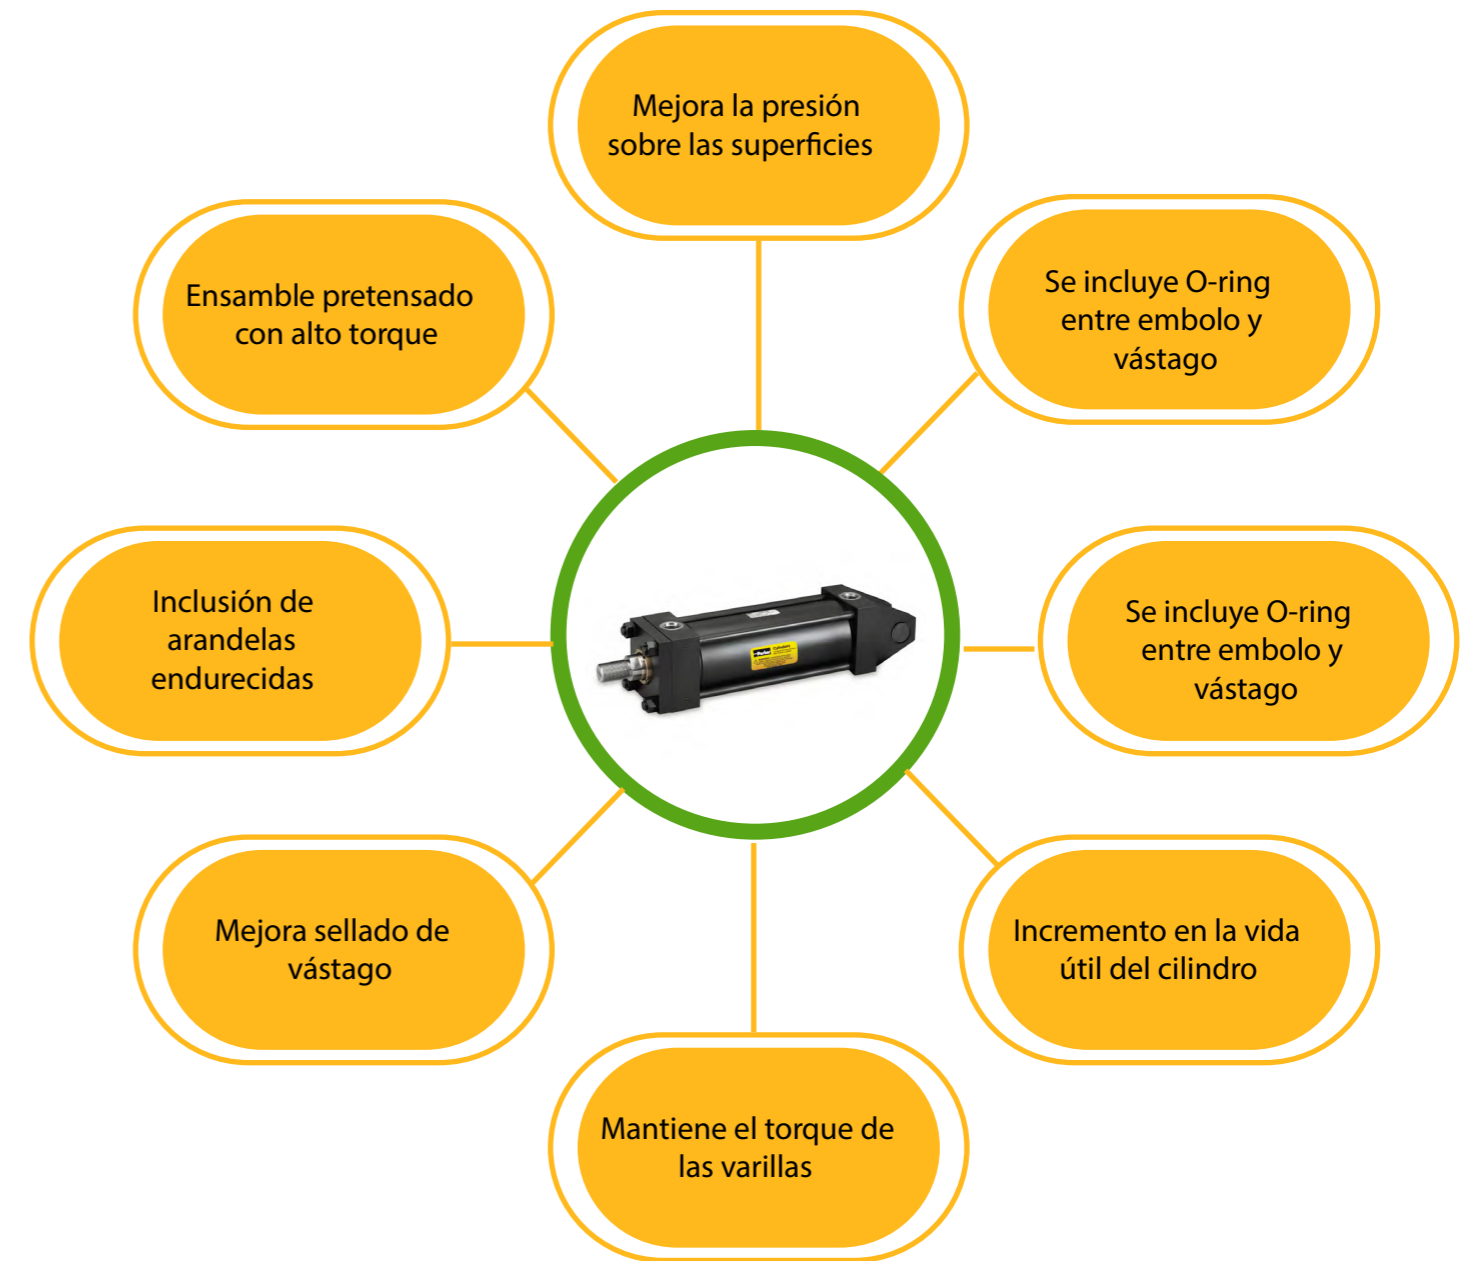 Mejora la presión
sobre las superficies
Ensamble pretensado
con alto torque
Se incluye O-ring
entre embolo y
vástago
Inclusión de
arandelas
endurecidas
Parker
Se incluye O-ring
entre embolo y
vástago
Mejora sellado de
vástago
Incremento en la vida
útil del cilindro
Mantiene el torque de
las varillas